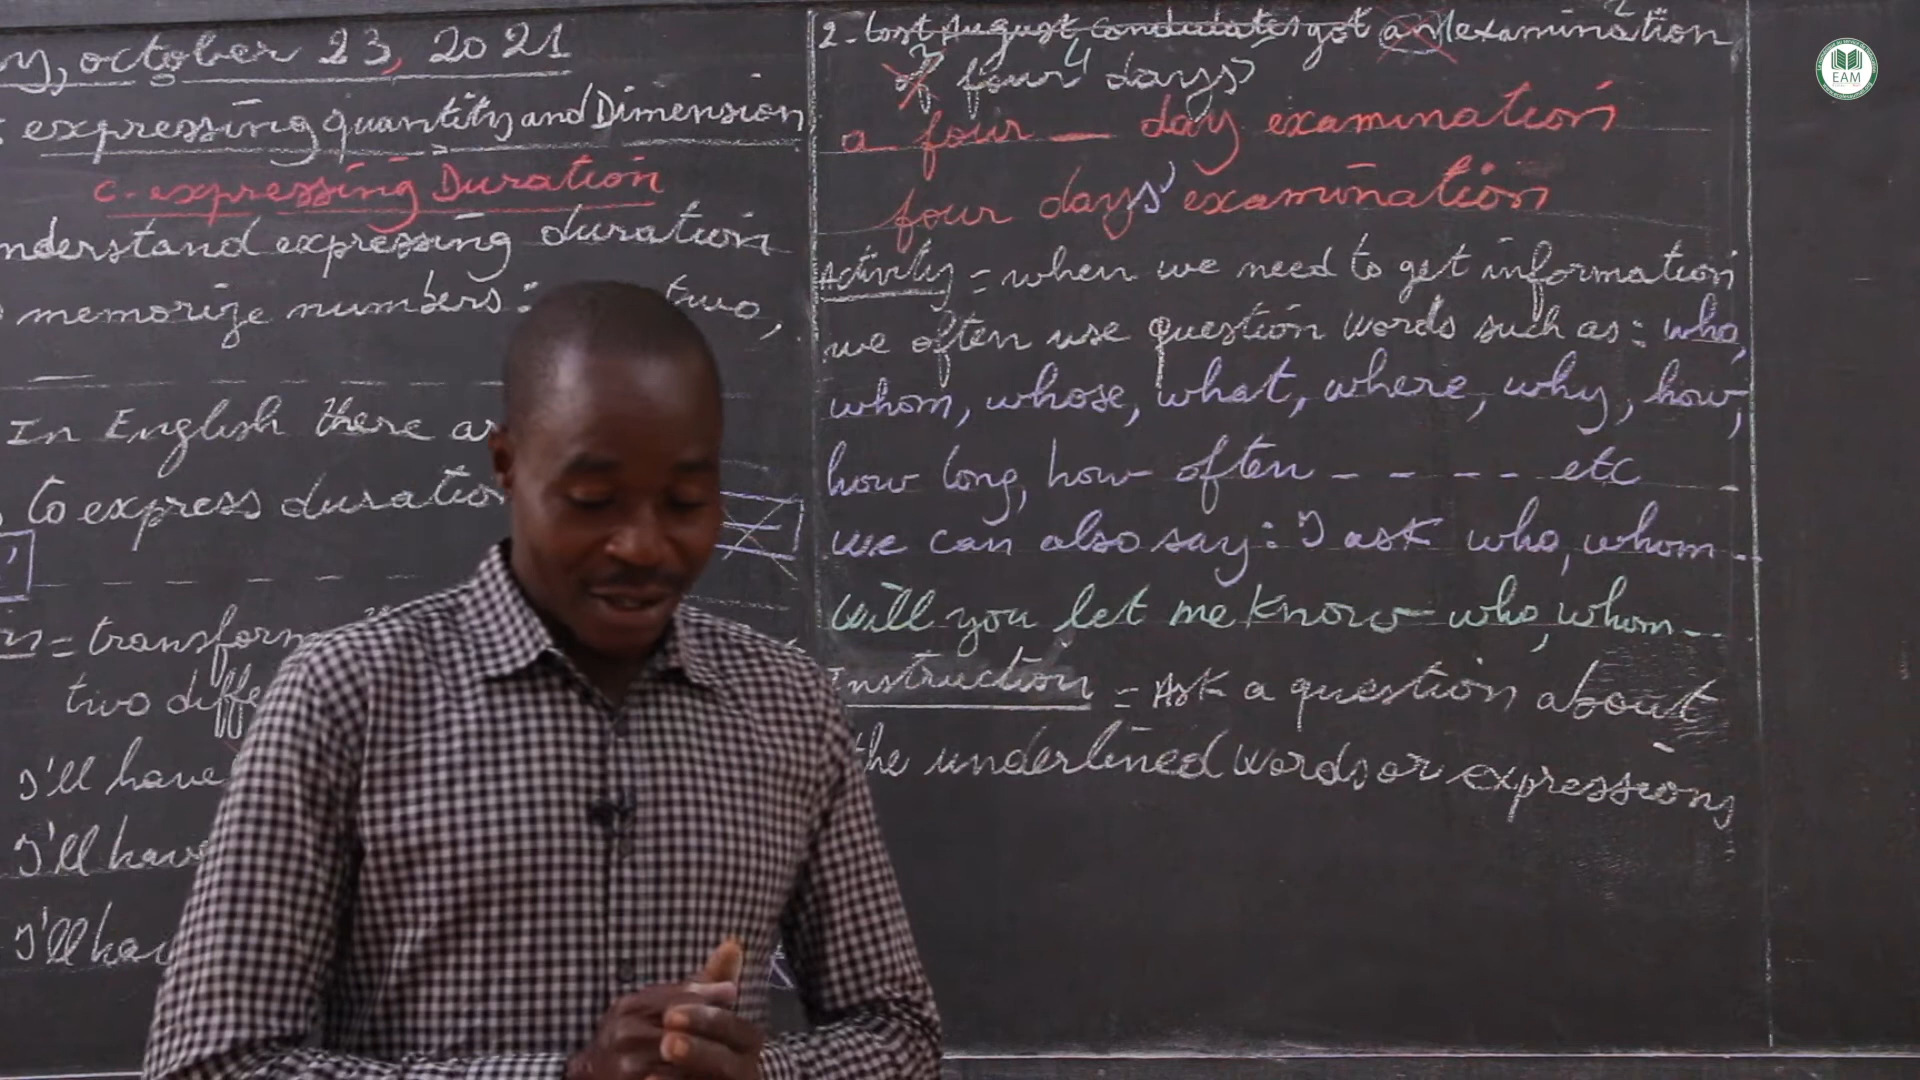 october 23, 2021
expressing quantity and Dimension
c. expressing Duration
nderstand expressing duration
memorize numbers: two,
In English there ar
to express duratio
= transform
two diffe
I'll have
I'll hav
I'll hav
2. Last August candidates got an examination
of four days
a four — day examination
four days' examination
Activity = when we need to get information
we often use question words such as: who,
whom, whose, what, where, why, how,
how long, how often - - - - - etc
we can also say: I ask who, whom...
Will you let me know who, whom...
Instruction = Ask a question about
the underlined words or expressions
EAM